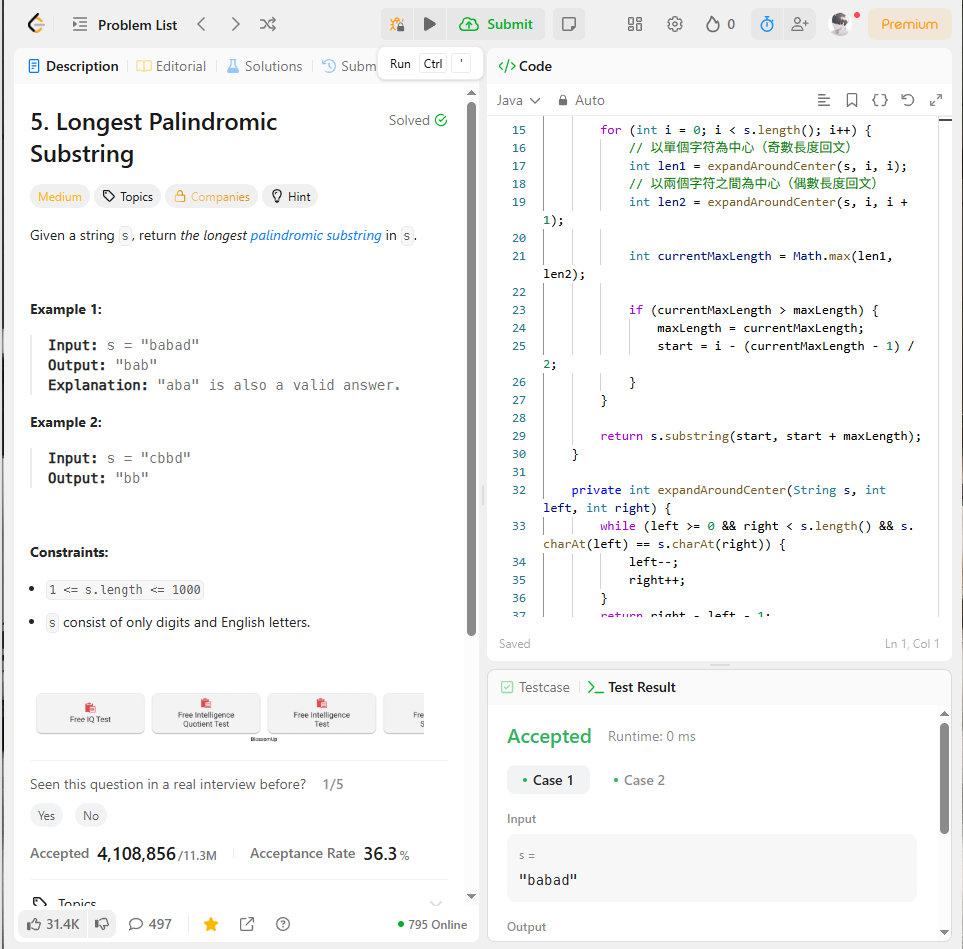 Problem List
Submit
0
Premium
Description
Editorial
Solutions
Subm
Run Ctrl '
5. Longest Palindromic
Substring
Solved
Medium
Topics
Companies
Hint
Given a string s, return the longest palindromic substring in s.
Example 1:
Input: s = "babad"
Output: "bab"
Explanation: "aba" is also a valid answer.
Example 2:
Input: s = "cbbd"
Output: "bb"
Constraints:
1 <= s.length <= 1000
s consist of only digits and English letters.
Free IQ Test
Free Intelligence
Quotient Test
Free Intelligence
Test
Fre
S
BlossomUp
Seen this question in a real interview before? 1/5
Yes
No
Accepted 4,108,856/11.3M
Acceptance Rate 36.3%
Topics
31.4K
497
795 Online
</> Code
Java
Auto
15 for (int i = 0; i < s.length(); i++) {
16 // 以單個字符為中心（奇數長度回文）
17 int len1 = expandAroundCenter(s, i, i);
18 // 以兩個字符之間為中心（偶數長度回文）
19 int len2 = expandAroundCenter(s, i, i +
1);
20
21 int currentMaxLength = Math.max(len1,
len2);
22
23 if (currentMaxLength > maxLength) {
24 maxLength = currentMaxLength;
25 start = i - (currentMaxLength - 1) /
2;
26 }
27 }
28
29 return s.substring(start, start + maxLength);
30 }
31
32 private int expandAroundCenter(String s, int
left, int right) {
33 while (left >= 0 && right < s.length() && s.
charAt(left) == s.charAt(right)) {
34 left--;
35 right++;
36 }
37 return right - left - 1;
Saved
Ln 1, Col 1
Testcase
Test Result
Accepted
Runtime: 0 ms
Case 1
Case 2
Input
s =
"babad"
Output